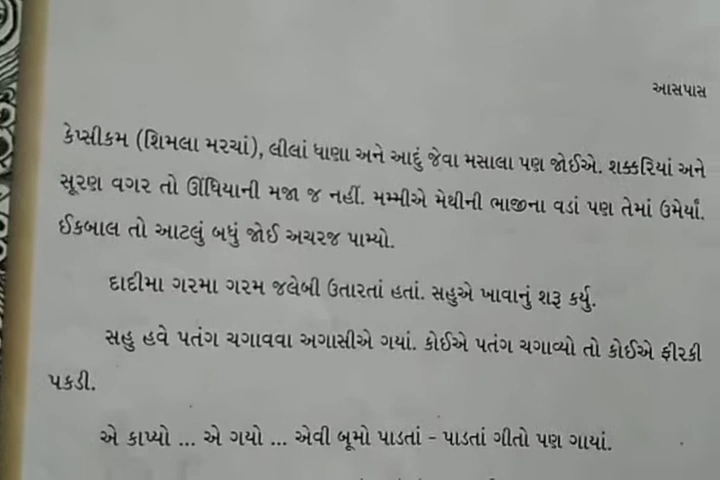 આસપાસ
કેપ્સીકમ (શિમલા મરચાં), લીલાં ધાણા અને આદું જેવા મસાલા પણ જોઈએ. શક્કરિયાં અને
સૂરણ વગર તો ઊંધિયાની મજા જ નહીં. મમ્મીએ મેથીની ભાજીના વડાં પણ તેમાં ઉમેર્યાં.
ઈકબાલ તો આટલું બધું જોઈ અચરજ પામ્યો.
દાદીમા ગરમા ગરમ જલેબી ઉતારતાં હતાં. સહુએ ખાવાનું શરૂ કર્યુ.
સહુ હવે પતંગ ચગાવવા અગાસીએ ગયાં. કોઈએ પતંગ ચગાવ્યો તો કોઈએ ફીરકી
પકડી.
એ કાપ્યો ... એ ગયો ... એવી બૂમો પાડતાં - પાડતાં ગીતો પણ ગાયાં.